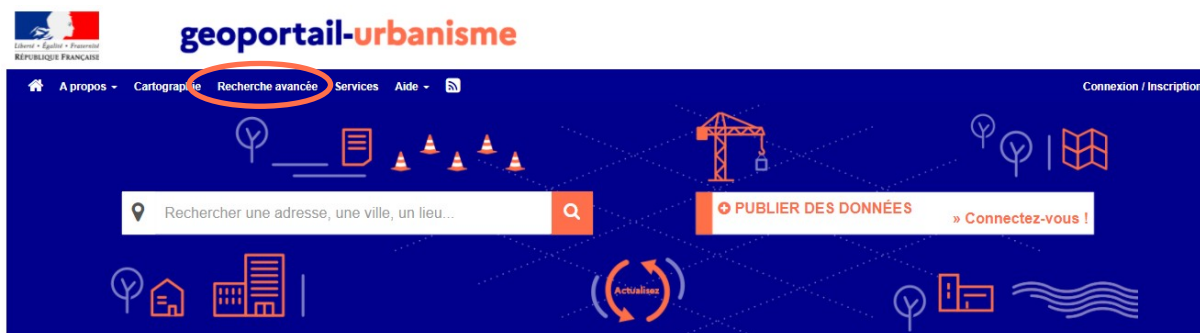 Liberté • Égalité • Fraternité
RÉPUBLIQUE FRANÇAISE
geoportail-urbanisme
A propos Cartographie Recherche avancée Services Aide Connexion / Inscription
Rechercher une adresse, une ville, un lieu...
PUBLIER DES DONNÉES
» Connectez-vous !
Actualisez